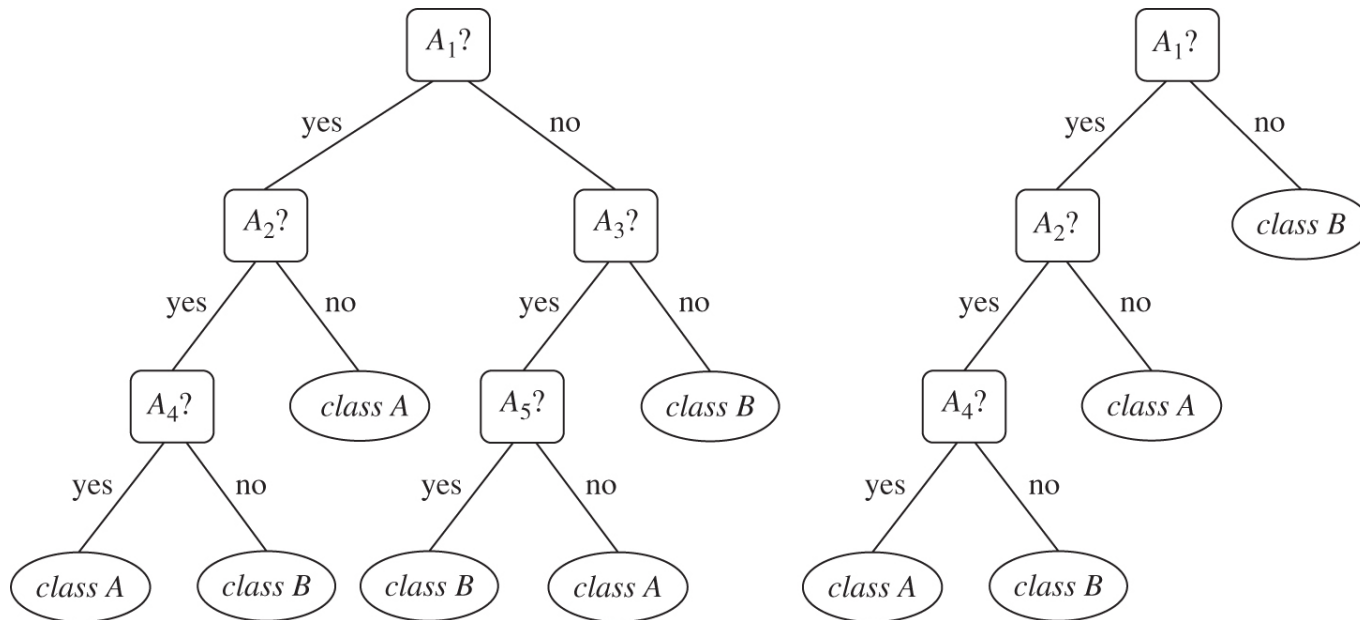 A₁?
A₁?
yes
no
yes
no
A₂?
A₃?
A₂?
class B
yes
no
yes
no
yes
no
A₄?
class A
A₅?
class B
A₄?
class A
yes
no
yes
no
yes
no
class A
class B
class B
class A
class A
class B